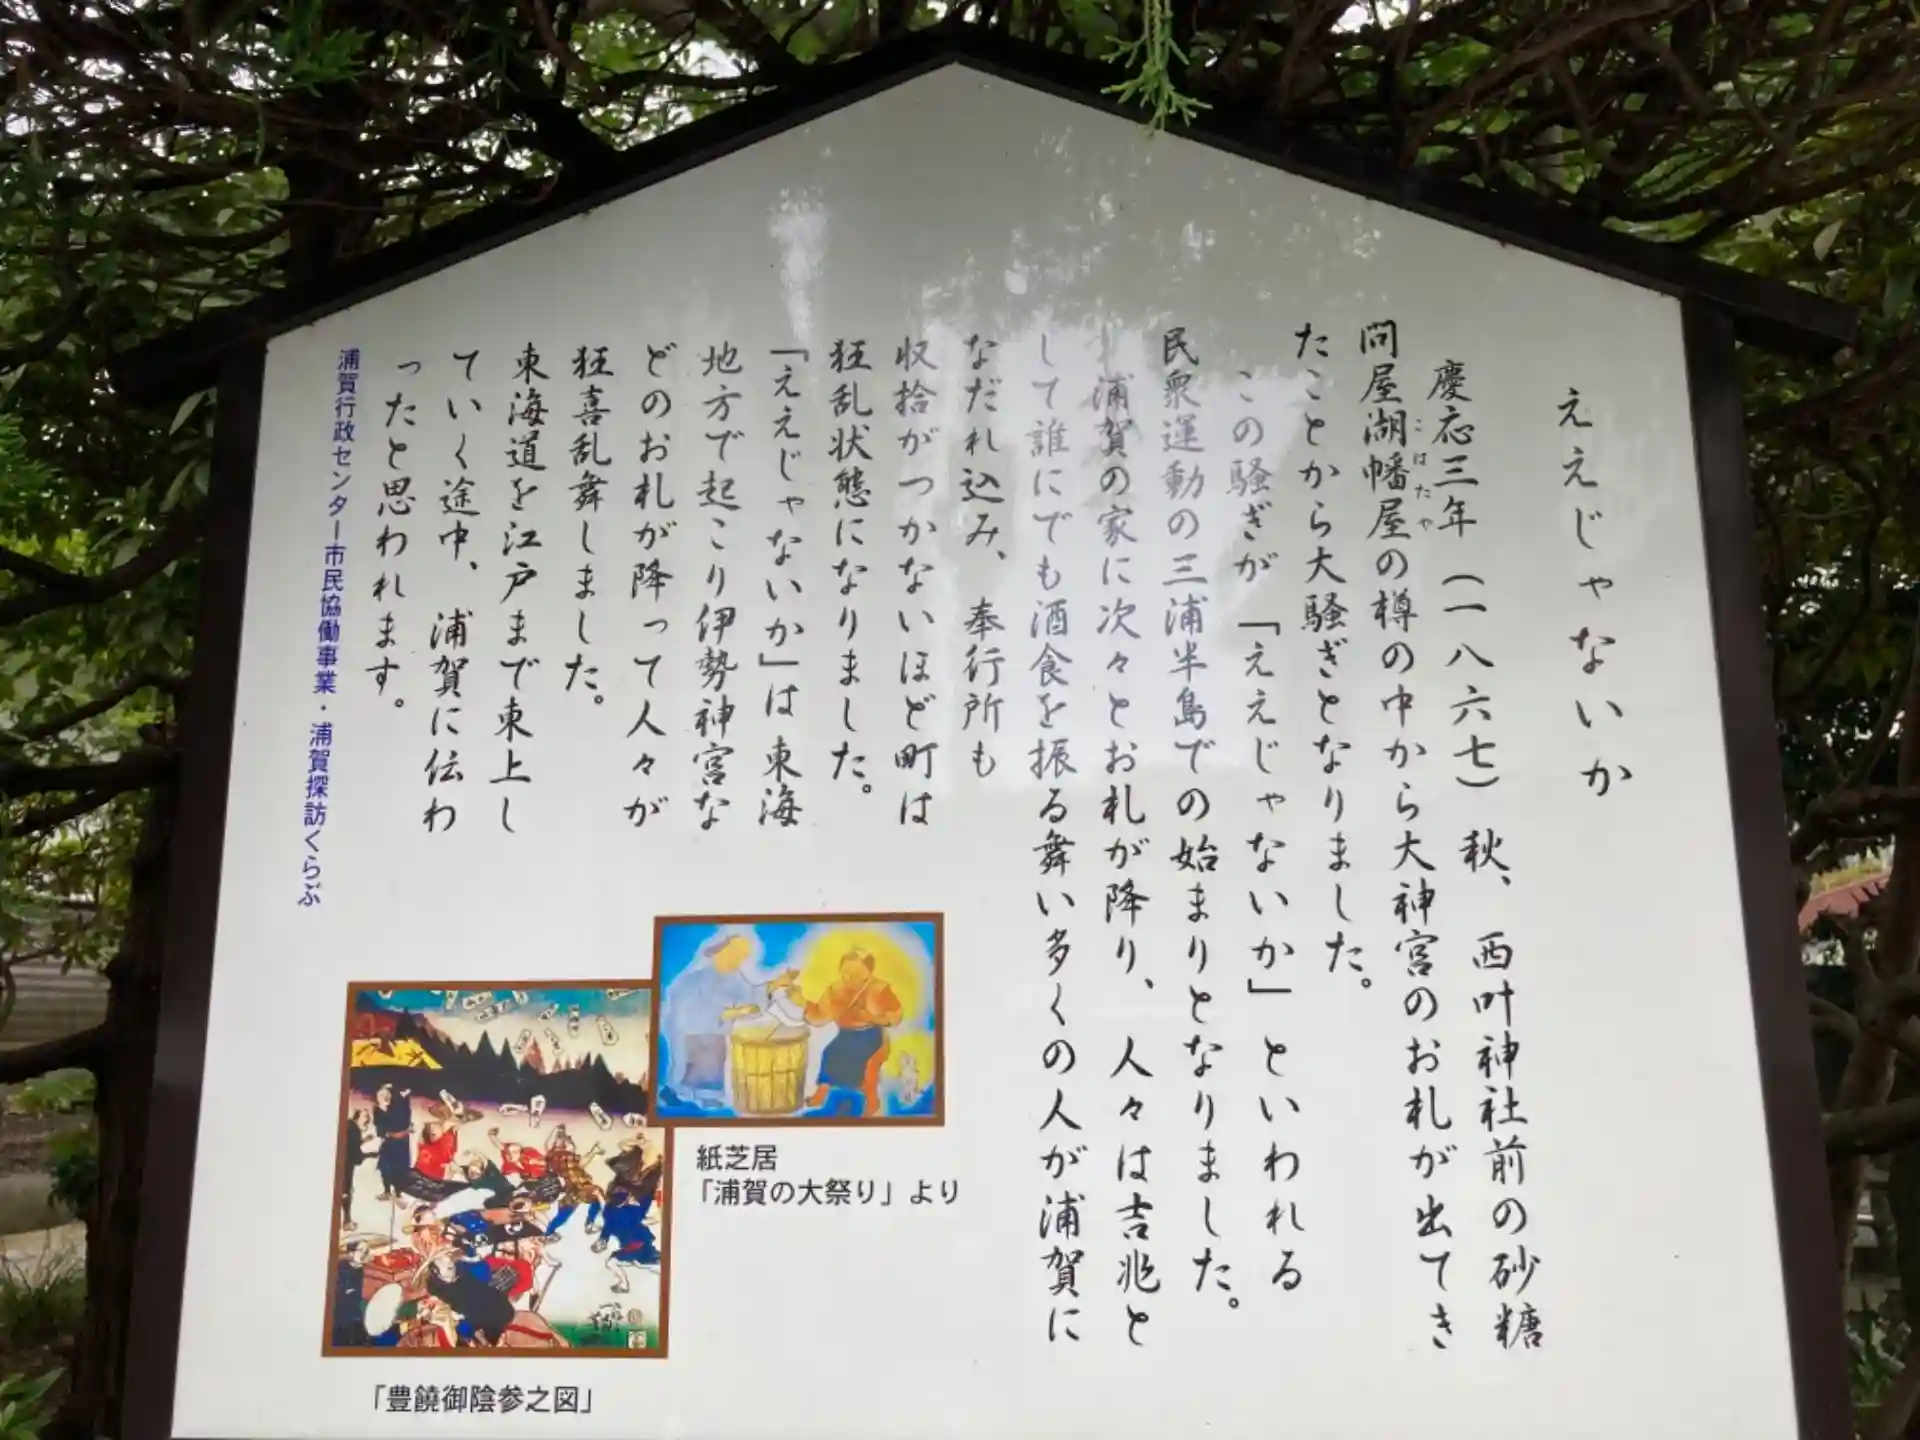 ええじゃないか
慶応三年(一八六七)秋、西叶神社前の砂糖
問屋湖幡屋の樽の中から大神宮のお札が出てき
こはたや
たことから大騒ぎとなりました。
この騒ぎが「ええじゃないか」といわれる
民衆運動の三浦半島での始まりとなりました。
浦賀の家に次々とお札が降り、人々は吉兆と
して誰にでも酒食を振る舞い多くの人が浦賀に
なだれ込み、奉行所も
収拾がつかないほど町は
狂乱状態になりました。
「ええじゃないか」は東海
地方で起こり伊勢神宮な
どのお札が降って人々が
狂喜乱舞しました。
東海道を江戸まで東上し
ていく途中、浦賀に伝わ
ったと思われます。
浦賀行政センター市民協働事業・浦賀探訪くらぶ
紙芝居
「浦賀の大祭り」より
「豊饒御陰参之図」